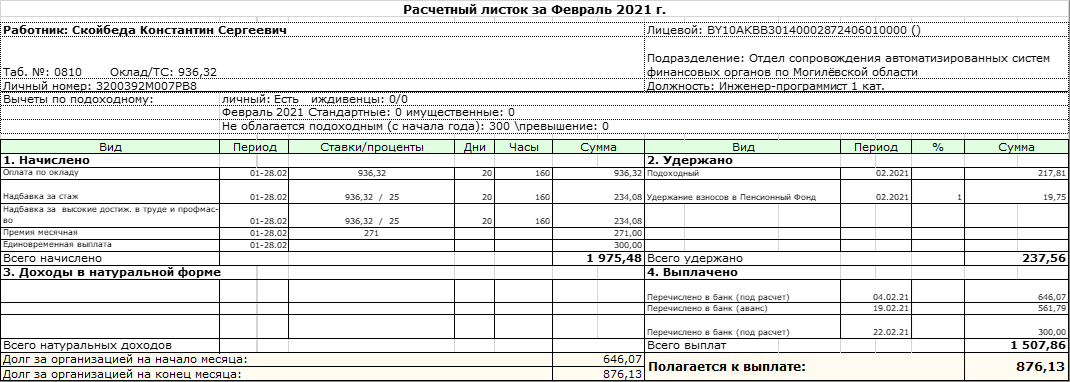 Расчетный листок за Февраль 2021 г.
Работник: Скойбеда Константин Сергеевич
Лицевой: BY10AKBB30140002872406010000 ()
Таб. №: 0810 Оклад/ТС: 936,32
Подразделение: Отдел сопровождения автоматизированных систем
финансовых органов по Могилёвской области
Личный номер: 3200392M007PB8
Должность: Инженер-программист 1 кат.
Вычеты по подоходному: личный: Есть иждивенцы: 0/0
Февраль 2021 Стандартные: 0 имущественные: 0
Не облагается подоходным (с начала года): 300 \превышение: 0
Вид Период Ставки/проценты Дни Часы Сумма Вид Период % Сумма
1. Начислено 2. Удержано
Оплата по окладу 01-28.02 936,32 20 160 936,32 Подоходный 02.2021 217,81
Надбавка за стаж 01-28.02 936,32 / 25 20 160 234,08 Удержание взносов в Пенсионный Фонд 02.2021 1 19,75
Надбавка за высокие достиж. в труде и профмас-
во 01-28.02 936,32 / 25 20 160 234,08
Премия месячная 01-28.02 271 271,00
Единовременная выплата 01-28.02 300,00
Всего начислено 1 975,48 Всего удержано 237,56
3. Доходы в натуральной форме 4. Выплачено
Перечислено в банк (под расчет) 04.02.21 646,07
Перечислено в банк (аванс) 19.02.21 561,79
Перечислено в банк (под расчет) 22.02.21 300,00
Всего натуральных доходов Всего выплат 1 507,86
Долг за организацией на начало месяца: 646,07
Полагается к выплате: 876,13
Долг за организацией на конец месяца: 876,13